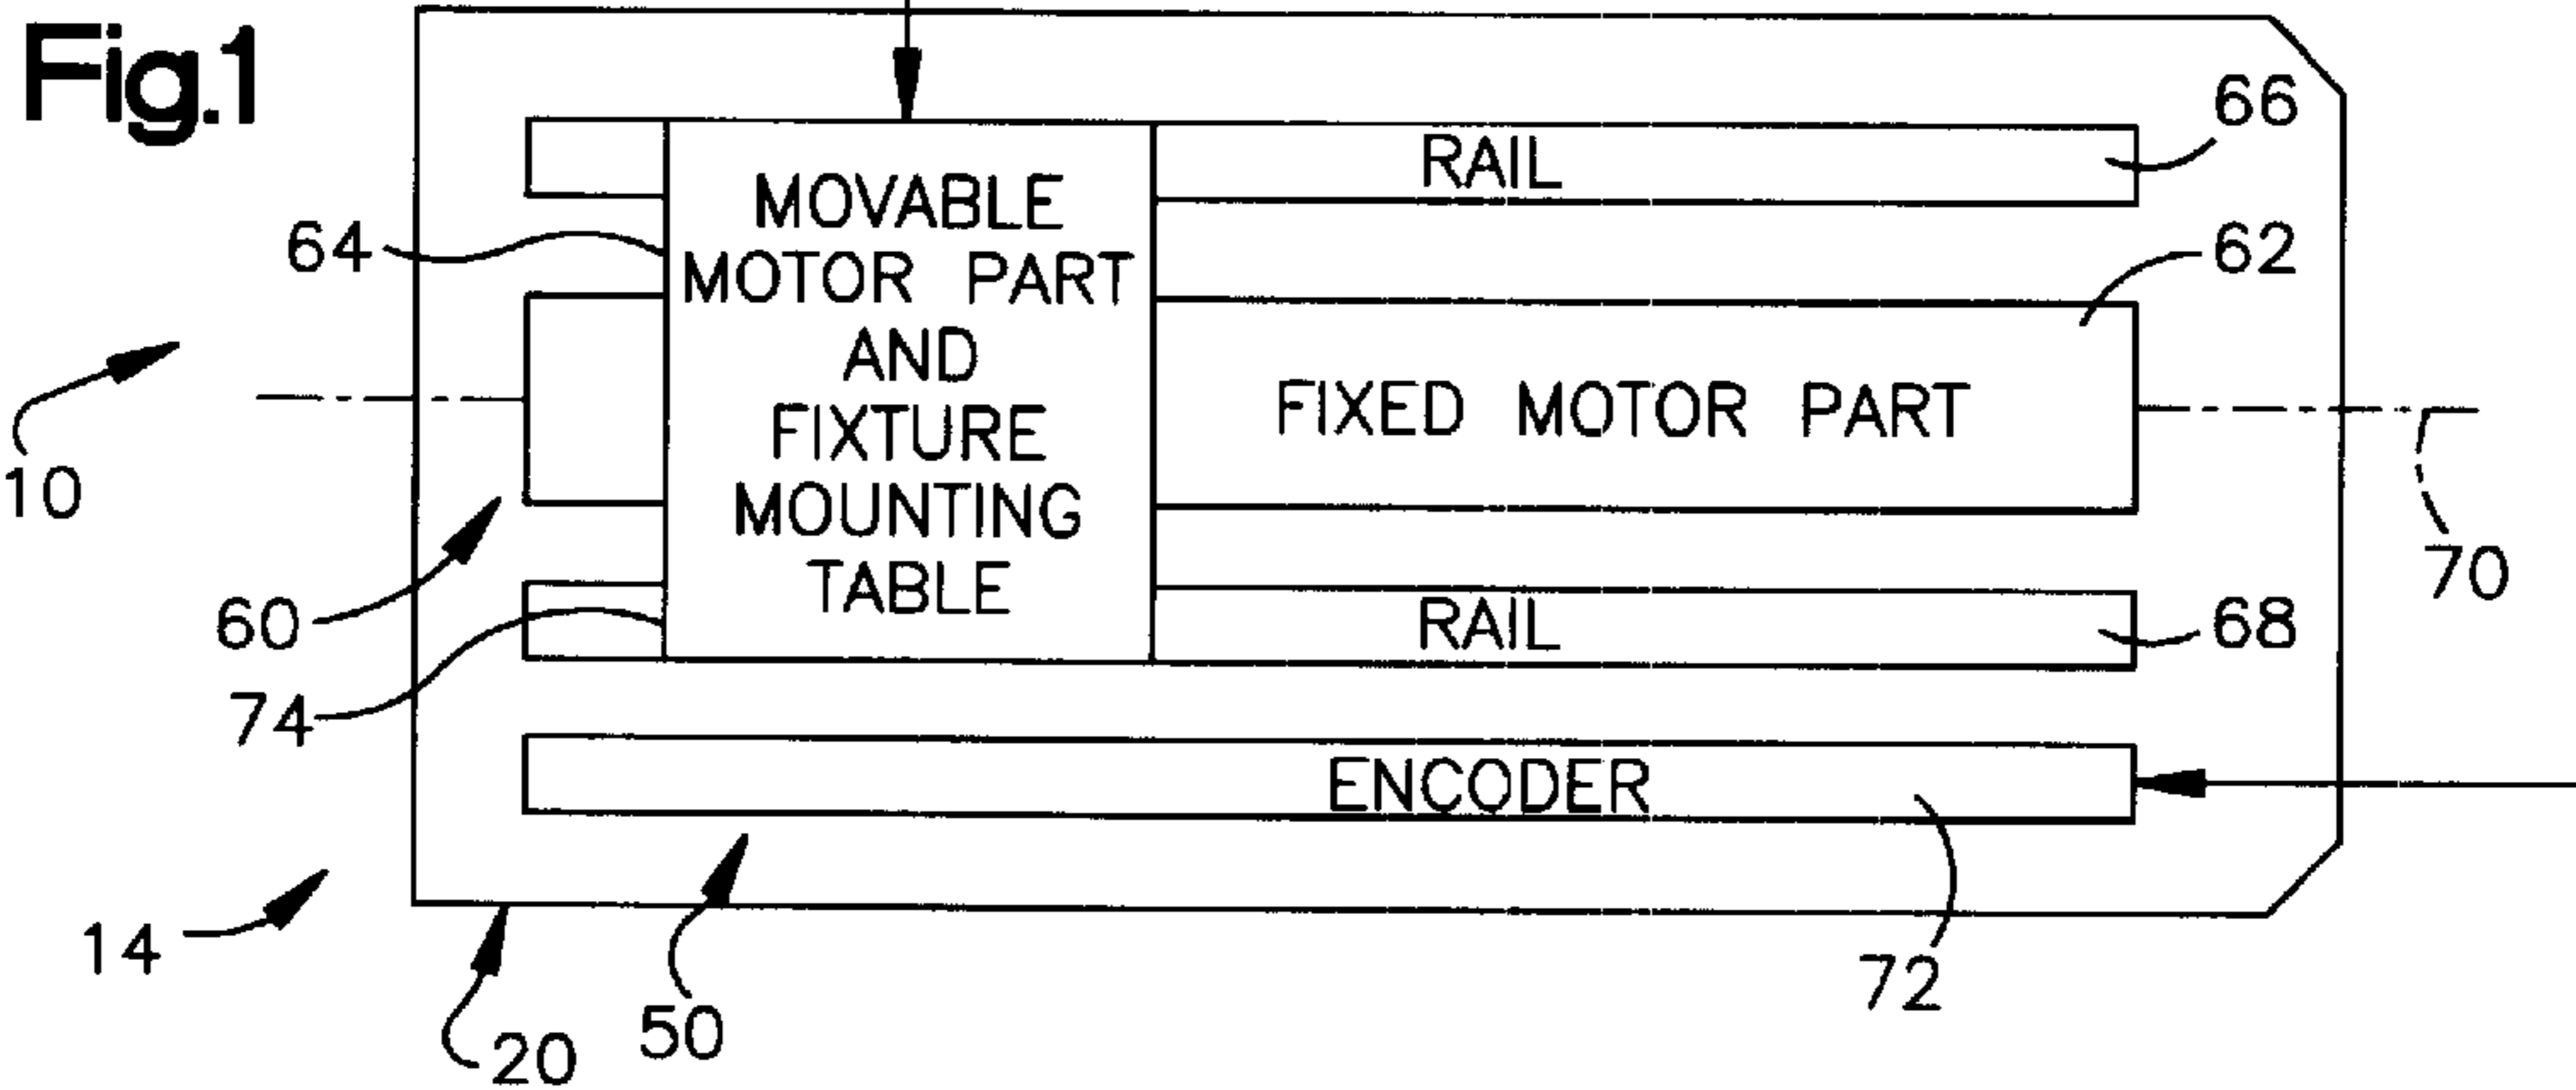 Fig.1
66
RAIL
MOVABLE
MOTOR PART
AND
FIXTURE
MOUNTING
TABLE
64
62
FIXED MOTOR PART
10
70
60
RAIL
68
74
ENCODER
14
72
50
20